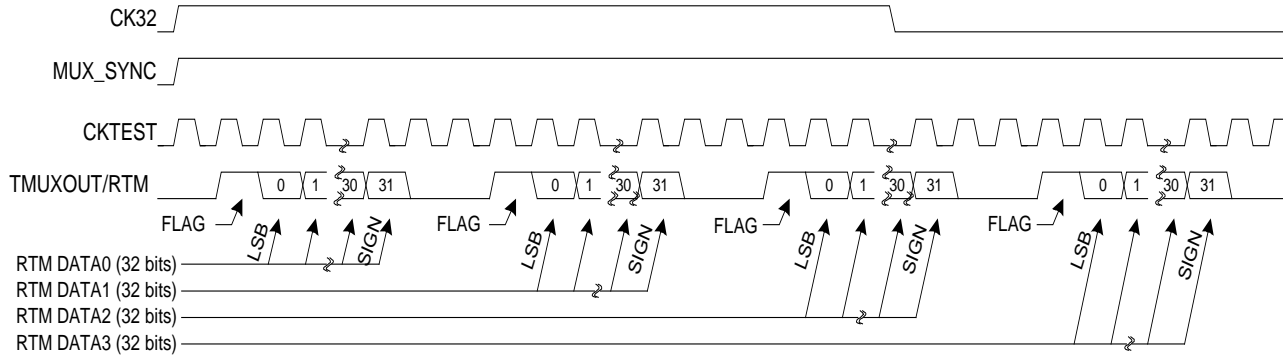 CK32
MUX_SYNC
CKTEST
TMUXOUT/RTM
0 1 30 31 0 1 30 31 0 1 30 31 0 1 30 31
FLAG FLAG FLAG FLAG
LSB SIGN LSB SIGN LSB SIGN LSB SIGN
RTM DATA0 (32 bits)
RTM DATA1 (32 bits)
RTM DATA2 (32 bits)
RTM DATA3 (32 bits)